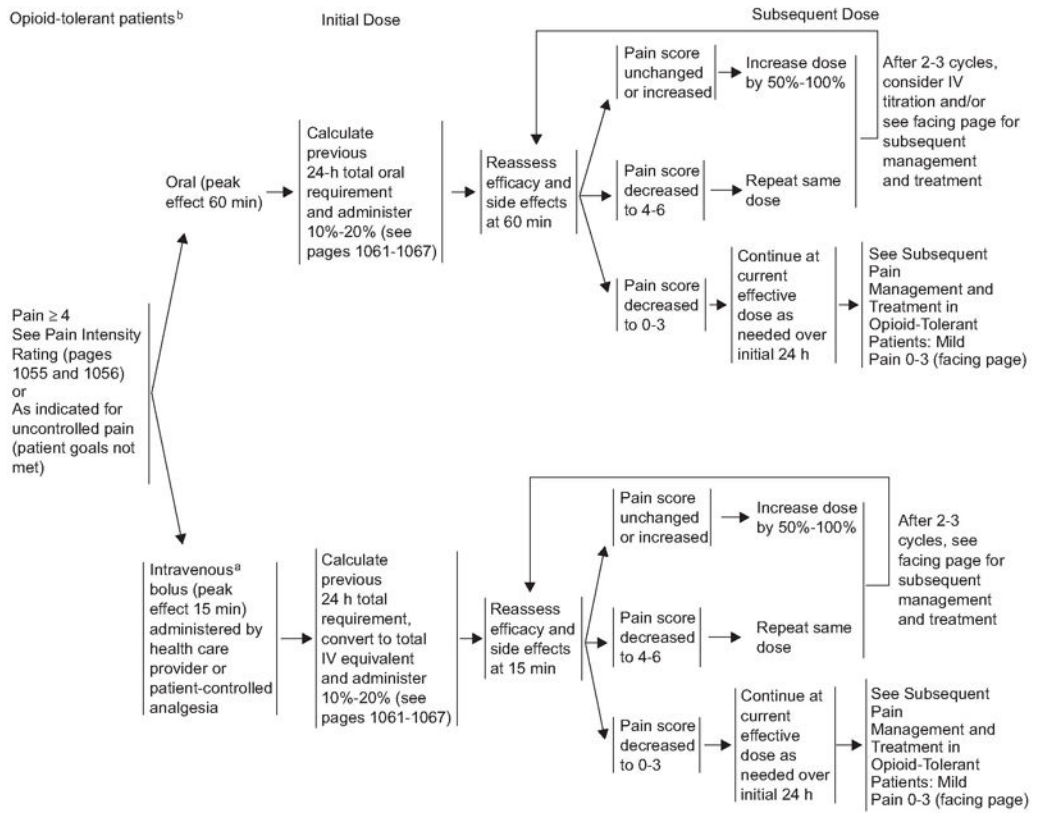 Opioid-tolerant patientsb
Initial Dose
Subsequent Dose
Pain ≥ 4
See Pain Intensity
Rating (pages
1055 and 1056)
or
As indicated for
uncontrolled pain
(patient goals not
met)
Oral (peak
effect 60 min)
Calculate
previous
24-h total oral
requirement
and administer
10%-20% (see
pages 1061-1067)
Reassess
efficacy and
side effects
at 60 min
Pain score
unchanged
or increased
Increase dose
by 50%-100%
After 2-3 cycles,
consider IV
titration and/or
see facing page for
subsequent
management
and treatment
Pain score
decreased
to 4-6
Repeat same
dose
Pain score
decreased
to 0-3
Continue at
current
effective
dose as
needed over
initial 24 h
See Subsequent
Pain
Management and
Treatment in
Opioid-Tolerant
Patients: Mild
Pain 0-3 (facing page)
Intravenousa
bolus (peak
effect 15 min)
administered by
health care
provider or
patient-controlled
analgesia
Calculate
previous
24 h total
requirement,
convert to total
IV equivalent
and administer
10%-20% (see
pages 1061-1067)
Reassess
efficacy and
side effects
at 15 min
Pain score
unchanged
or increased
Increase dose
by 50%-100%
After 2-3
cycles, see
facing page for
subsequent
management
and treatment
Pain score
decreased
to 4-6
Repeat same
dose
Pain score
decreased
to 0-3
Continue at
current
effective
dose as
needed over
initial 24 h
See Subsequent
Pain
Management and
Treatment in
Opioid-Tolerant
Patients: Mild
Pain 0-3 (facing page)